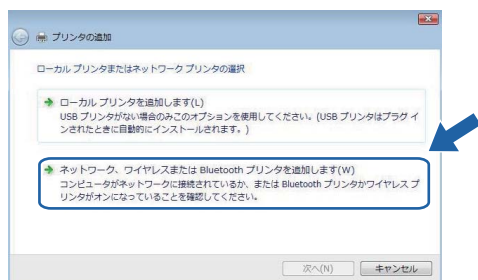 プリンタの追加
ローカル プリンタまたはネットワーク プリンタの選択
ローカル プリンタを追加します(L)
USB プリンタがない場合のみこのオプションを使用してください。(USB プリンタはプラグ イ
ンされたときに自動的にインストールされます。)
ネットワーク、ワイヤレスまたは Bluetooth プリンタを追加します(W)
コンピュータがネットワークに接続されているか、または Bluetooth プリンタかワイヤレス プ
リンタがオンになっていることを確認してください。
次へ(N)
キャンセル